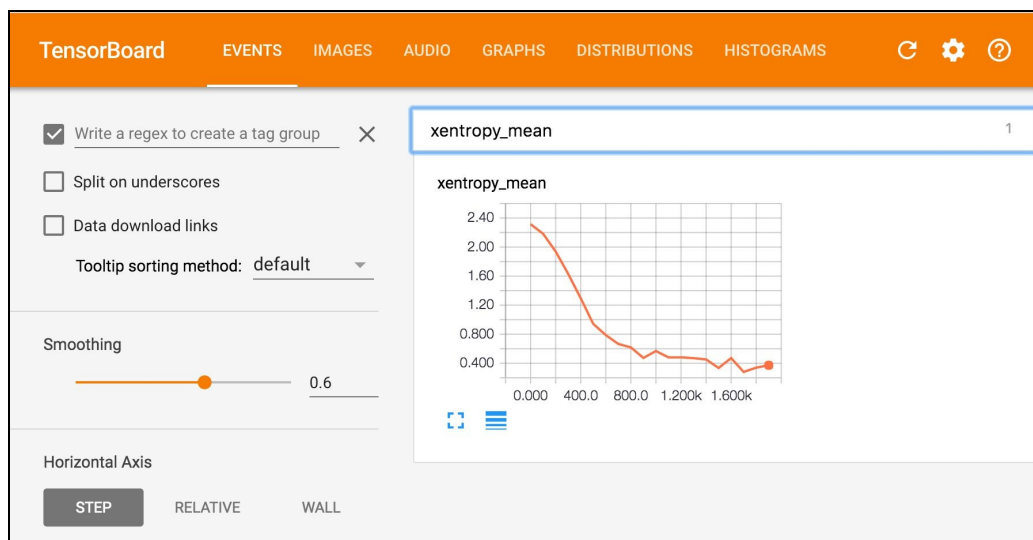 TensorBoard EVENTS IMAGES AUDIO GRAPHS DISTRIBUTIONS HISTOGRAMS
Write a regex to create a tag group
Split on underscores
Data download links
Tooltip sorting method: default
Smoothing
0.6
Horizontal Axis
STEP RELATIVE WALL
xentropy_mean 1
xentropy_mean
2.40
2.00
1.60
1.20
0.800
0.400
0.000 400.0 800.0 1.200k 1.600k